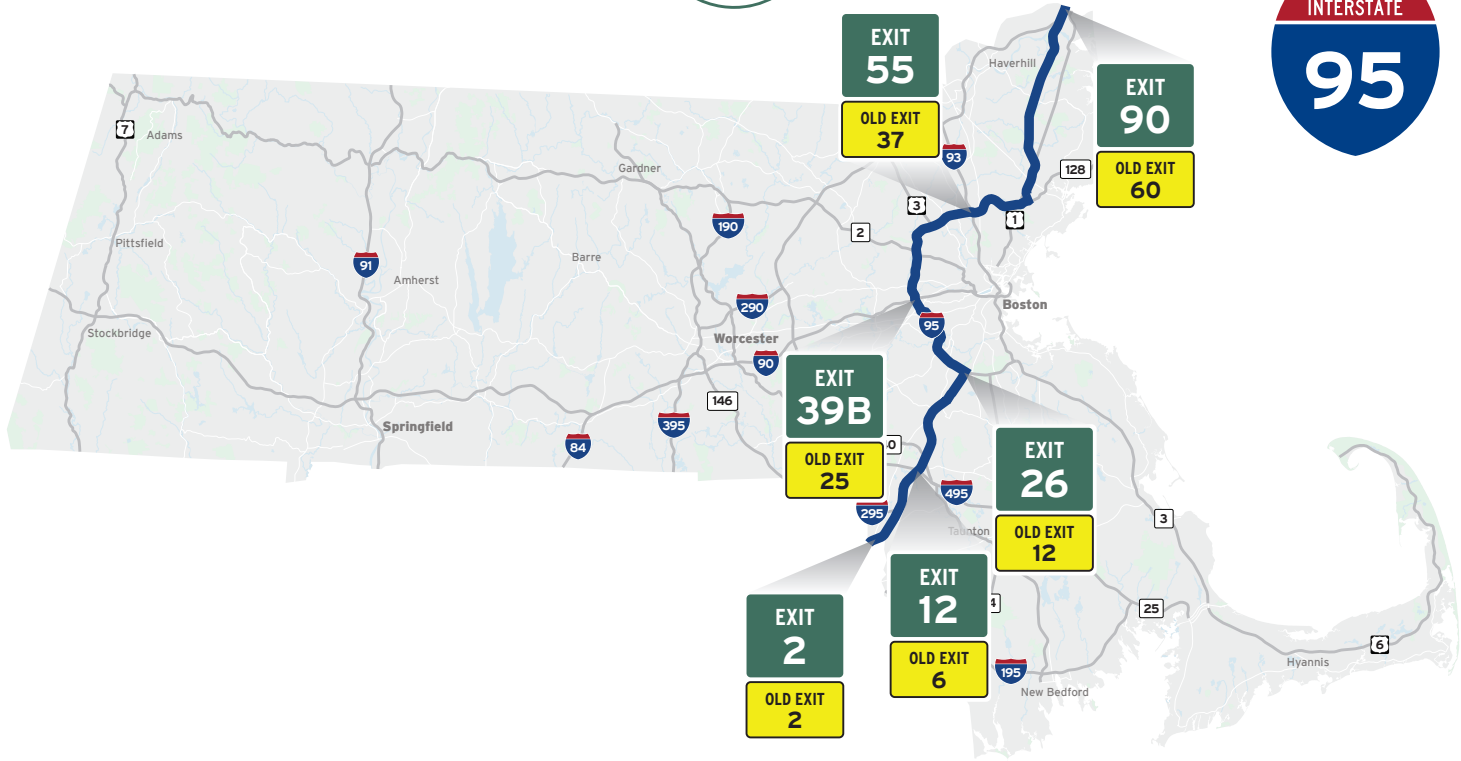 INTERSTATE
95
EXIT
55
OLD EXIT
37
EXIT
90
OLD EXIT
60
Haverhill
7
Adams
93
128
Gardner
3
1
190
2
Pittsfield
91
Barre
Amherst
290
Boston
95
Stockbridge
Worcester
90
EXIT
39B
OLD EXIT
25
146
395
Springfield
84
EXIT
26
OLD EXIT
12
495
295
3
Taunton
EXIT
12
OLD EXIT
6
EXIT
2
OLD EXIT
2
25
6
195
Hyannis
New Bedford